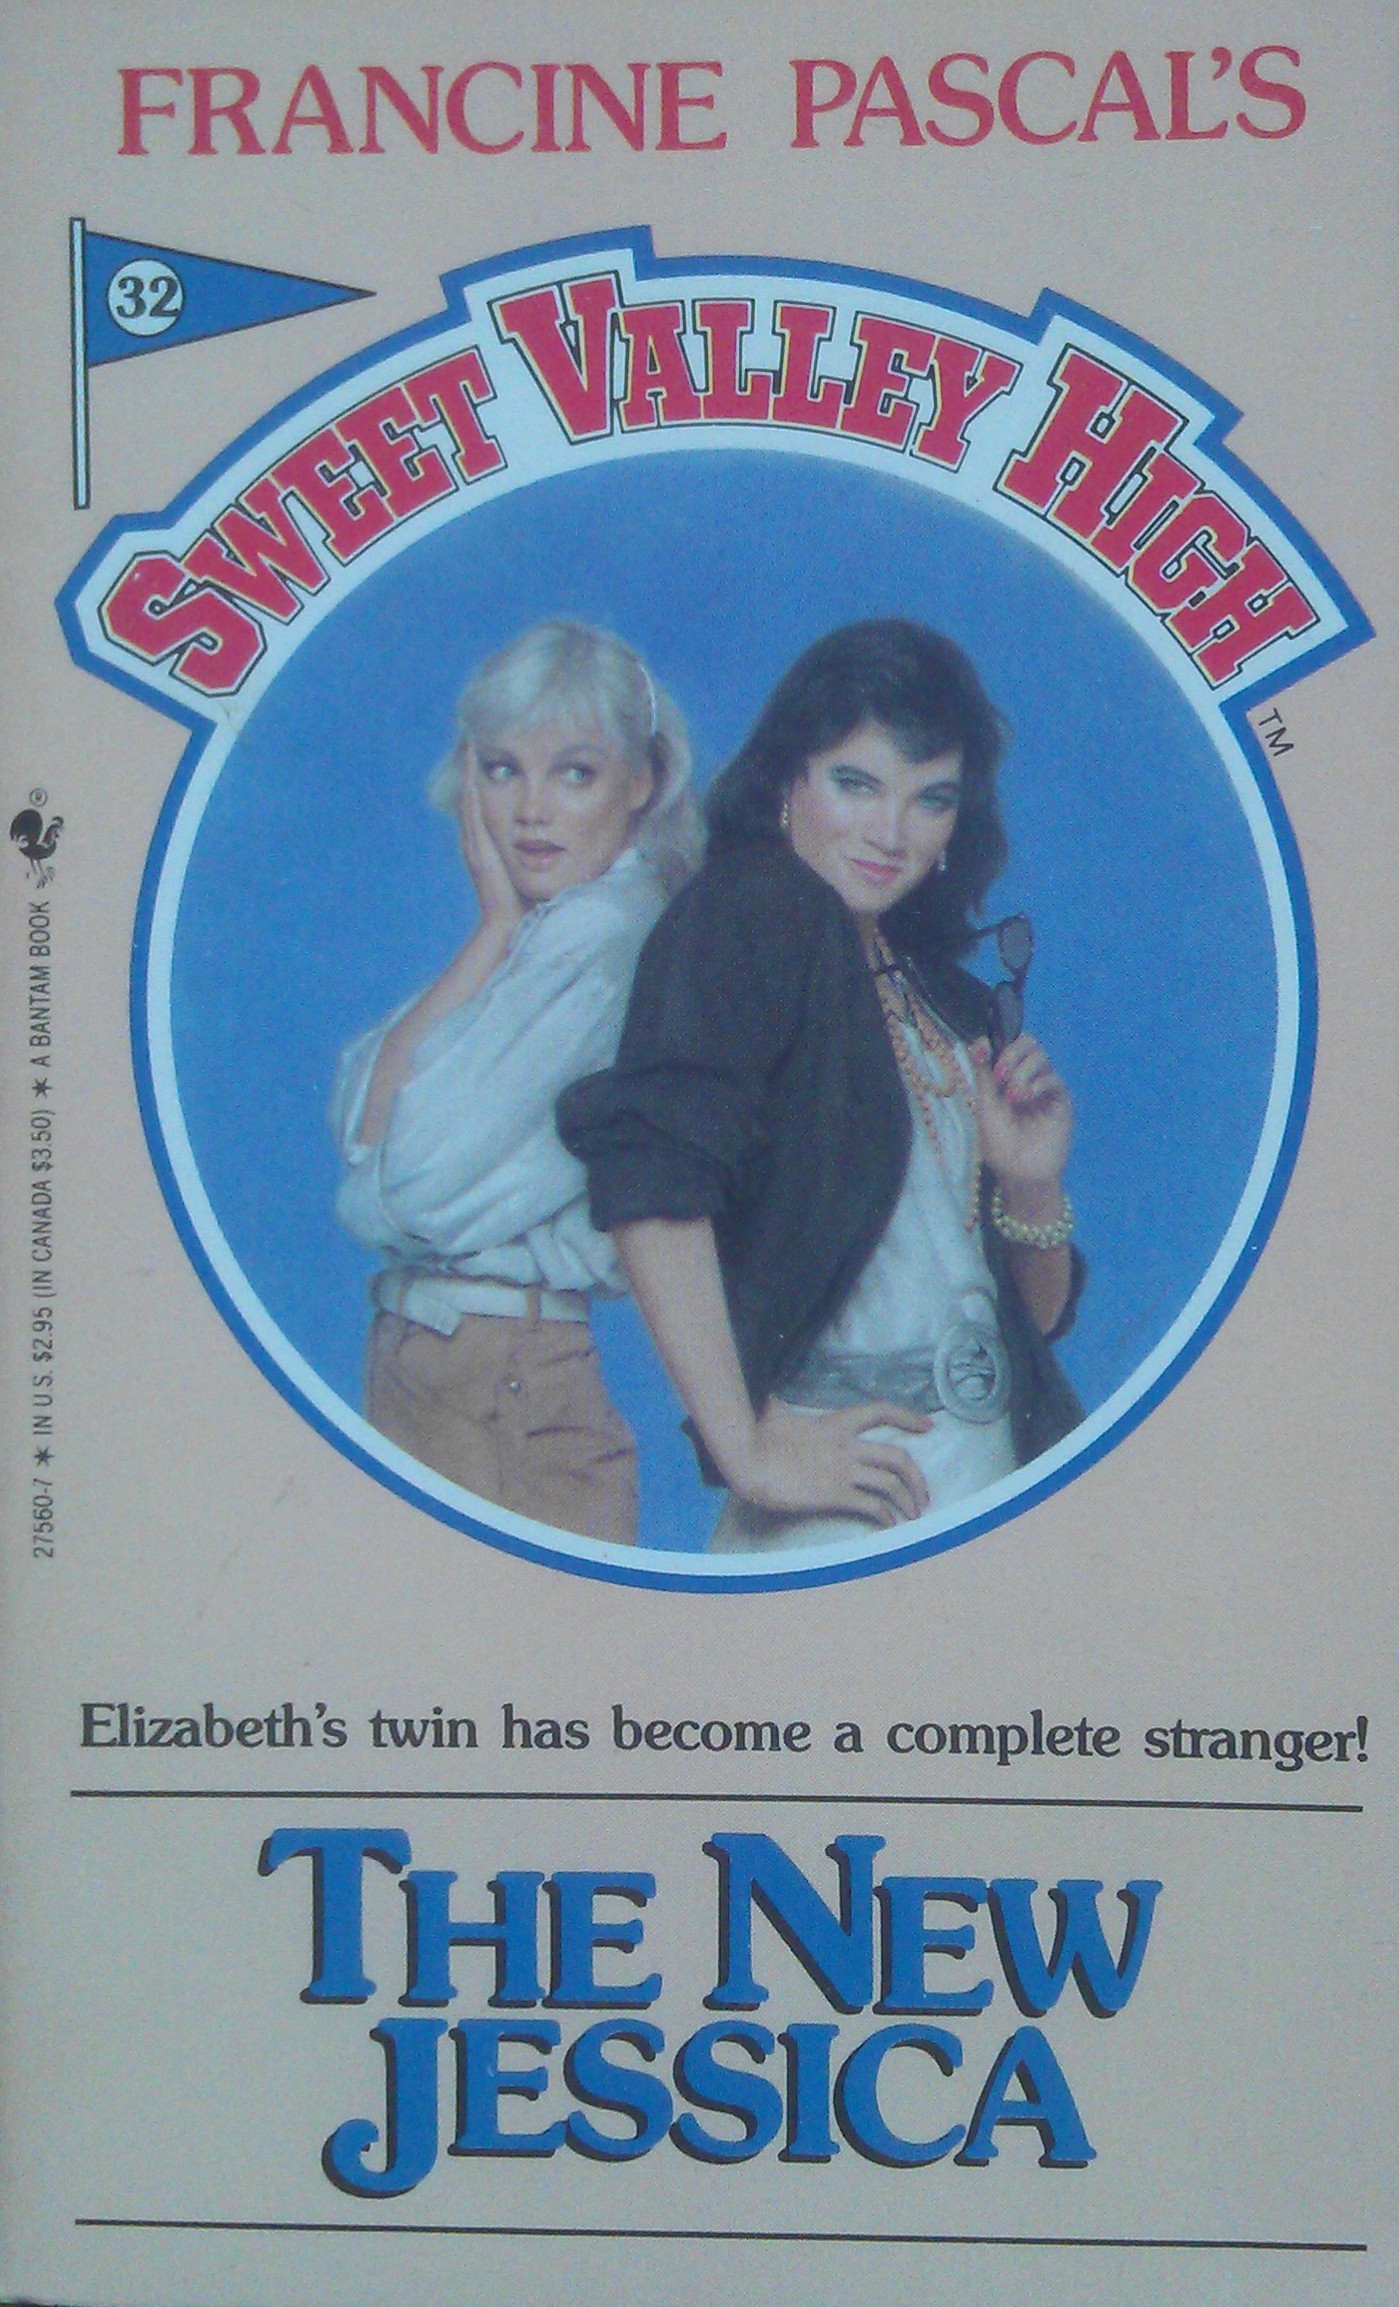 FRANCINE PASCAL'S
32
SWEET VALLEY HIGH
TM
27560-7 ★ IN U.S. $2.95 (IN CANADA $3.50) ★ A BANTAM BOOK ®
Elizabeth's twin has become a complete stranger!
THE NEW
JESSICA